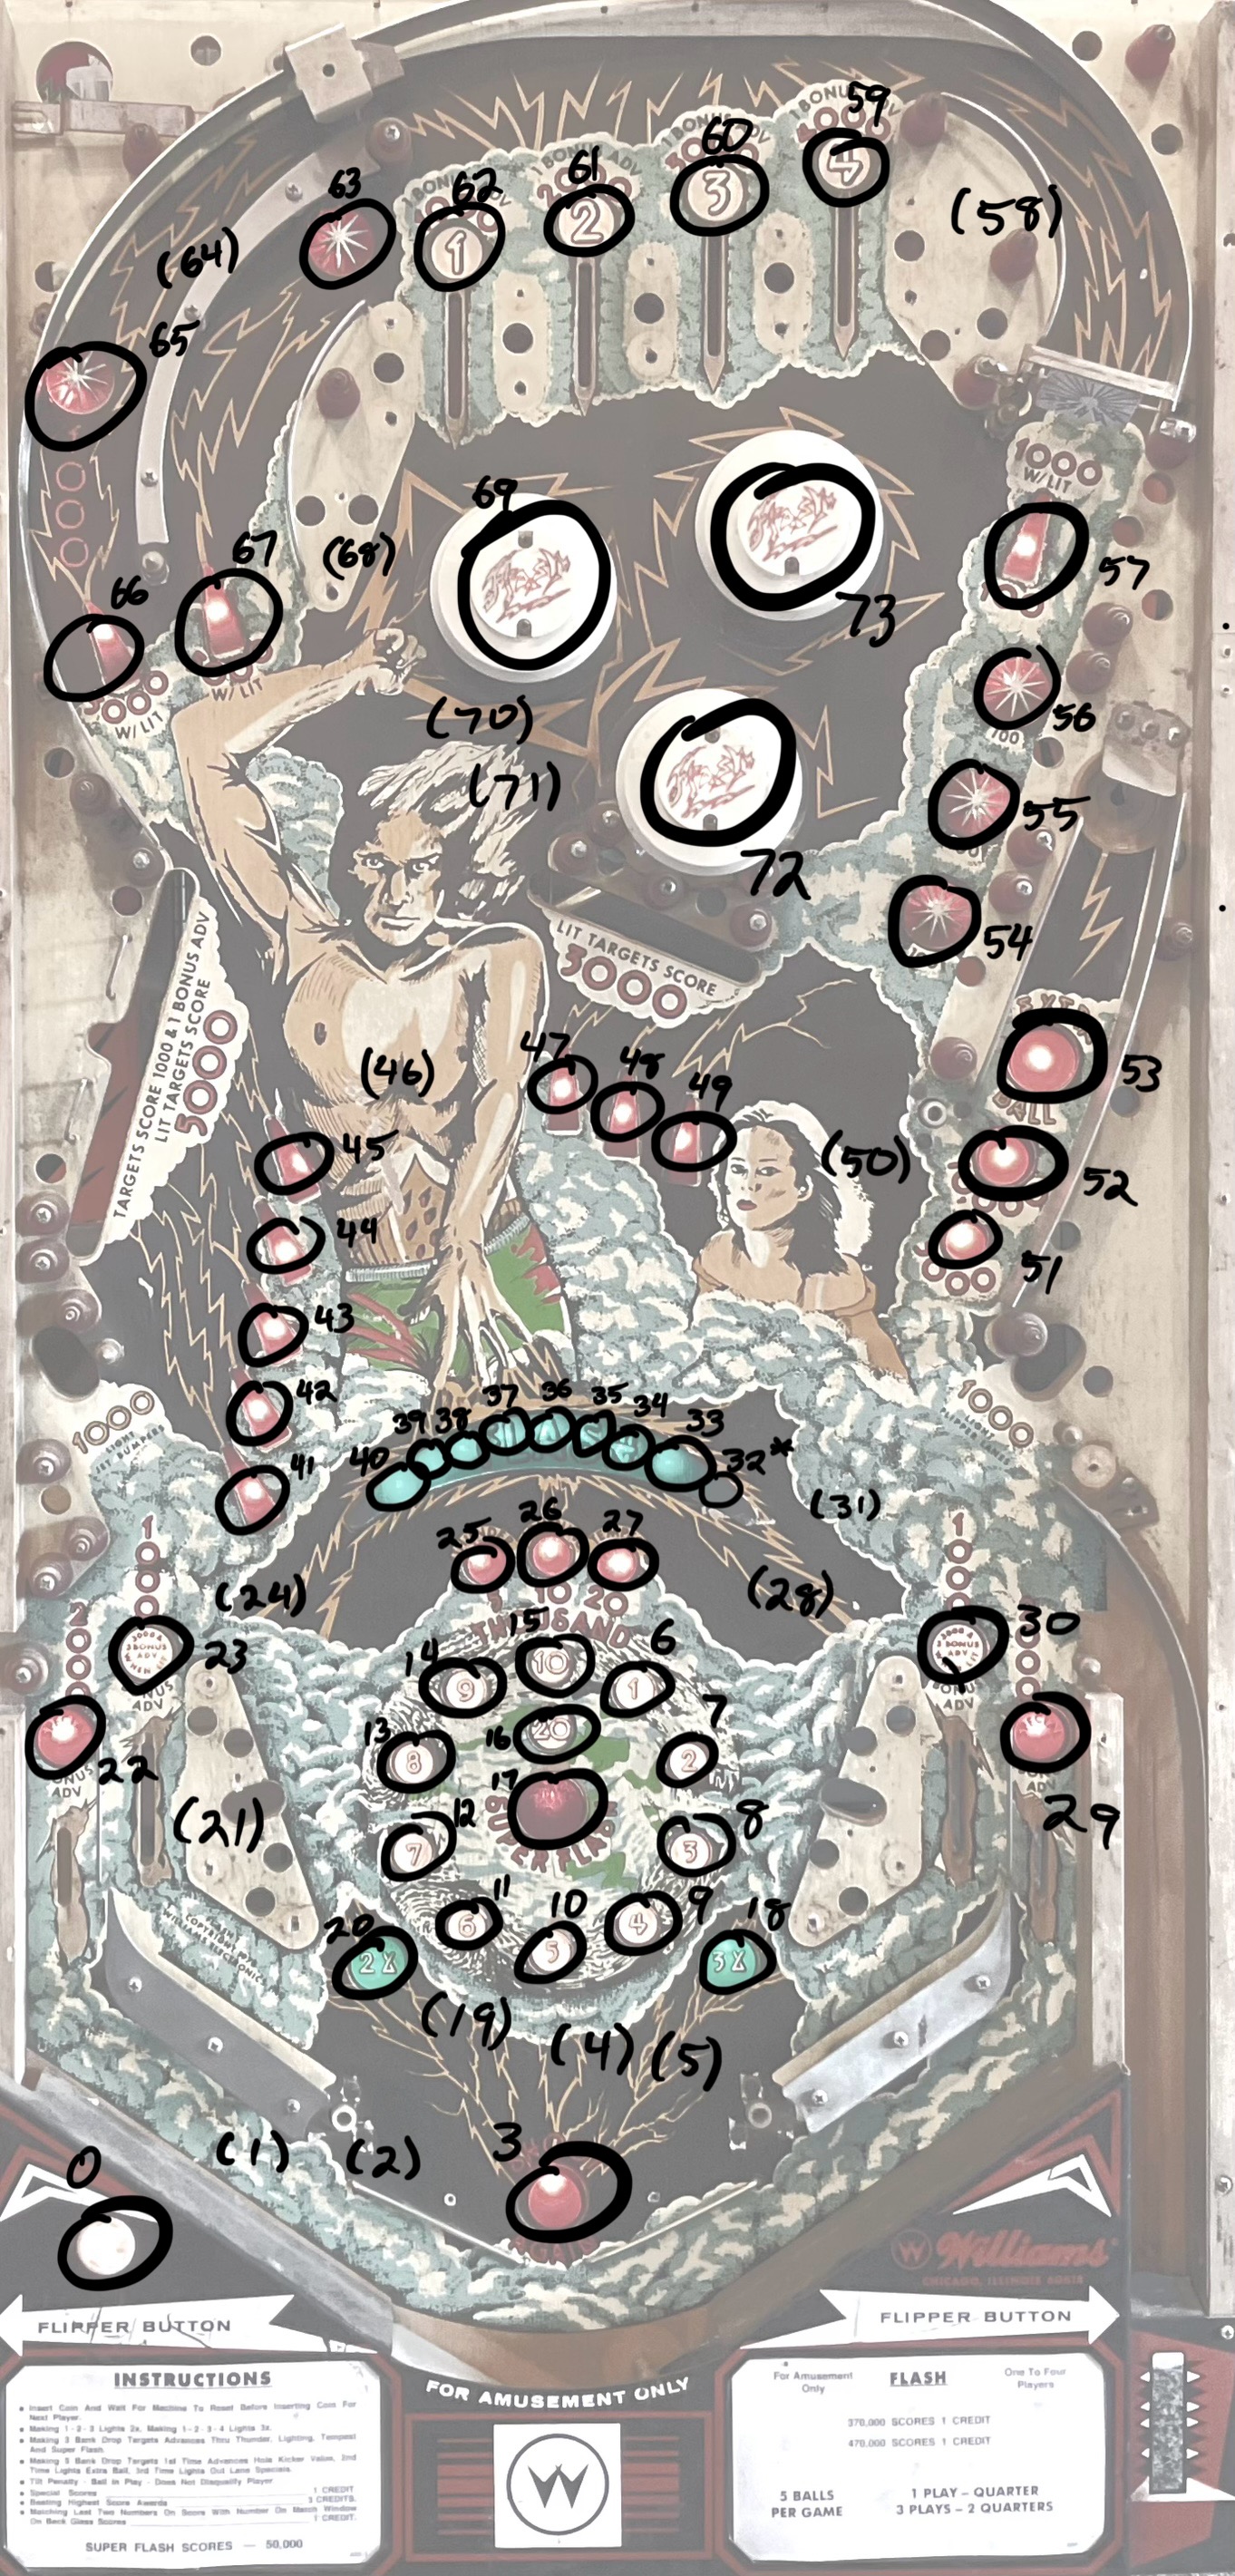 59
1 BONUS ADV
4000
4
60
1 BONUS ADV
3000
3
61
1 BONUS ADV
2
62
1 BONUS ADV
1
63
(58)
(64)
65
1000
W/LIT
69
73
57
67
(68)
66
W/LIT
W/LIT
(70)
(71)
72
56
100
55
54
LIT TARGETS SCORE
3000
TARGETS SCORE 1000 & 1 BONUS ADV
LIT TARGETS SCORE
5000
EXTRA
BALL
53
(46)
47
48
49
45
(50)
52
44
51
43
42
41
1000
LIGHT
JET BUMPERS
1000
40
39
38
37
36
35
34
33
32*
(31)
25
26
27
10 20
THOUSAND
(24)
(28)
1000
1000
2000
23
30
22
29
BONUS
ADV
BONUS
ADV
ADV
14
9
15
10
6
1
13
8
16
20
7
2
17
SUPER FLASH
12
7
8
3
11
6
10
5
9
4
(21)
20
2X
18
3X
(19)
(4)
(5)
(1)
(2)
3
0
W Williams
CHICAGO, ILLINOIS 60618
FLIPPER BUTTON
FLIPPER BUTTON
FOR AMUSEMENT ONLY
INSTRUCTIONS
Insert Coin And Wait For Machine To Reset Before Inserting Coin For
Next Player.
Making 1-2-3 Lights 2x, Making 1-2-3-4 Lights 3x.
Making 3 Bank Drop Targets Advances Thru Thunder, Lighting, Tempest
And Super Flash.
Making 5 Bank Drop Targets 1st Time Advances Hole Kicker Value, 2nd
Time Lights Extra Ball, 3rd Time Lights Out Lane Specials.
Tilt Penalty - Ball in Play - Does Not Disqualify Player
Special Scores 1 CREDIT
Beating Highest Score Awards 3 CREDITS.
Matching Last Two Numbers On Score With Number On Match Window
On Back Glass Scores 1 CREDIT.
SUPER FLASH SCORES — 50,000
W
For Amusement
Only
FLASH
One To Four
Players
370,000 SCORES 1 CREDIT
470,000 SCORES 1 CREDIT
5 BALLS
PER GAME
1 PLAY – QUARTER
3 PLAYS – 2 QUARTERS